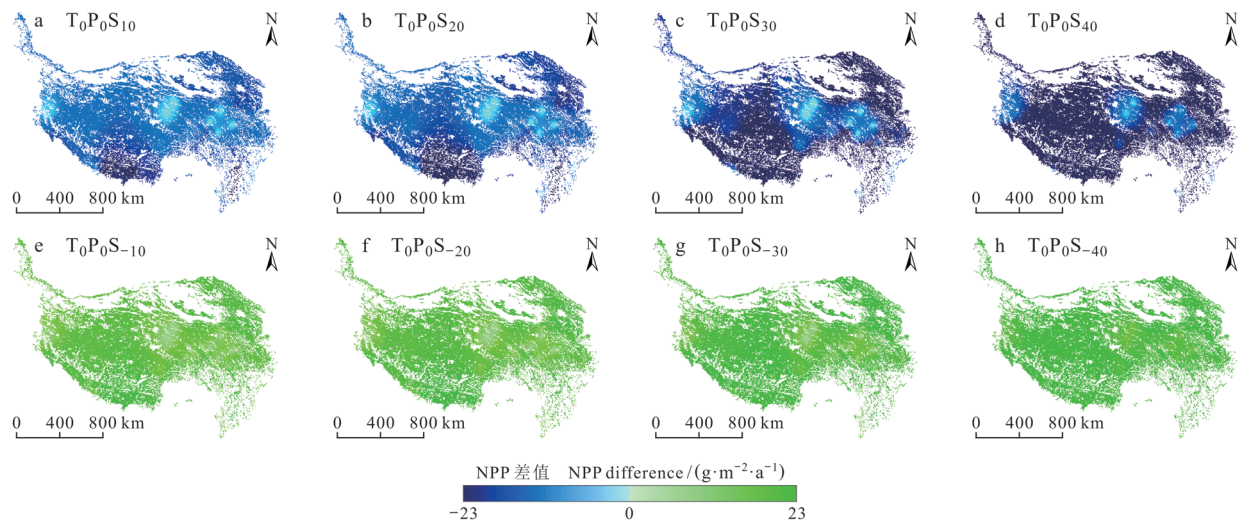 a T₀P₀S₁₀ N
0 400 800 km
b T₀P₀S₂₀ N
0 400 800 km
c T₀P₀S₃₀ N
0 400 800 km
d T₀P₀S₄₀ N
0 400 800 km
e T₀P₀S₋₁₀ N
0 400 800 km
f T₀P₀S₋₂₀ N
0 400 800 km
g T₀P₀S₋₃₀ N
0 400 800 km
h T₀P₀S₋₄₀ N
0 400 800 km
NPP 差值 NPP difference/(g·m⁻²·a⁻¹)
−23 0 23